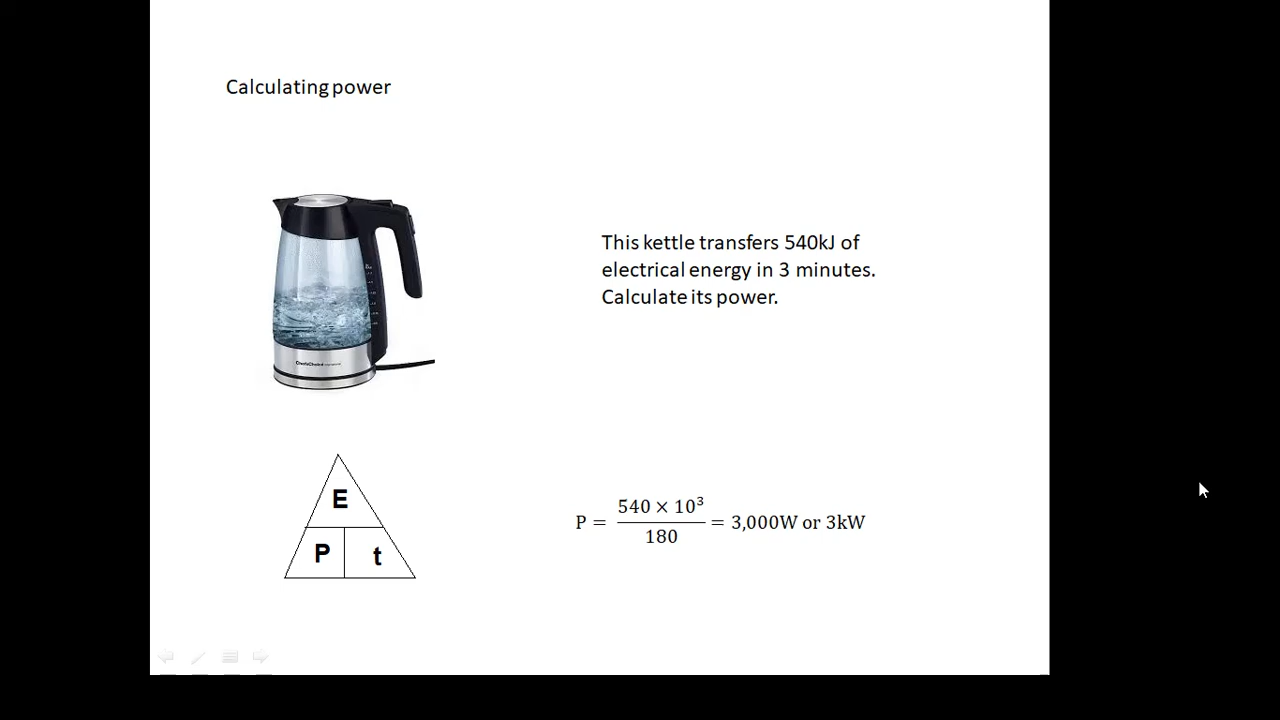 Calculating power
This kettle transfers 540kJ of
electrical energy in 3 minutes.
Calculate its power.
E
P t
P = 540 × 10³ / 180 = 3,000W or 3kW